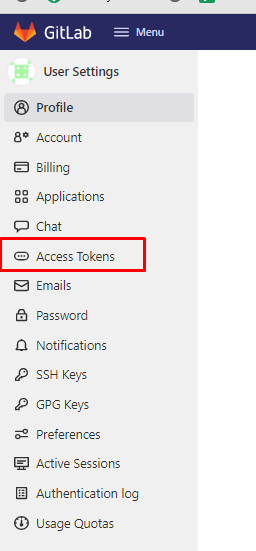 GitLab
Menu
User Settings
Profile
Account
Billing
Applications
Chat
Access Tokens
Emails
Password
Notifications
SSH Keys
GPG Keys
Preferences
Active Sessions
Authentication log
Usage Quotas